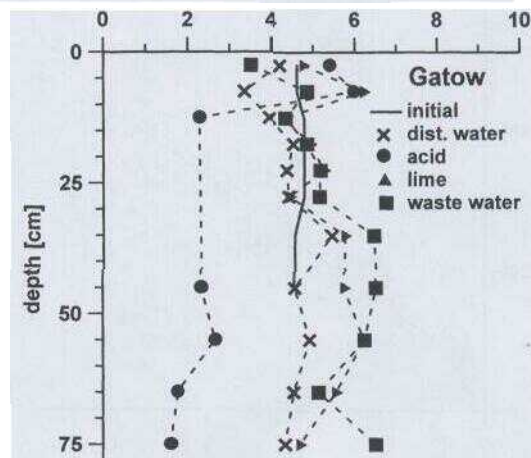 0 2 4 6 8 10
0
Gatow
initial
dist. water
acid
lime
waste water
25
depth [cm]
50
75